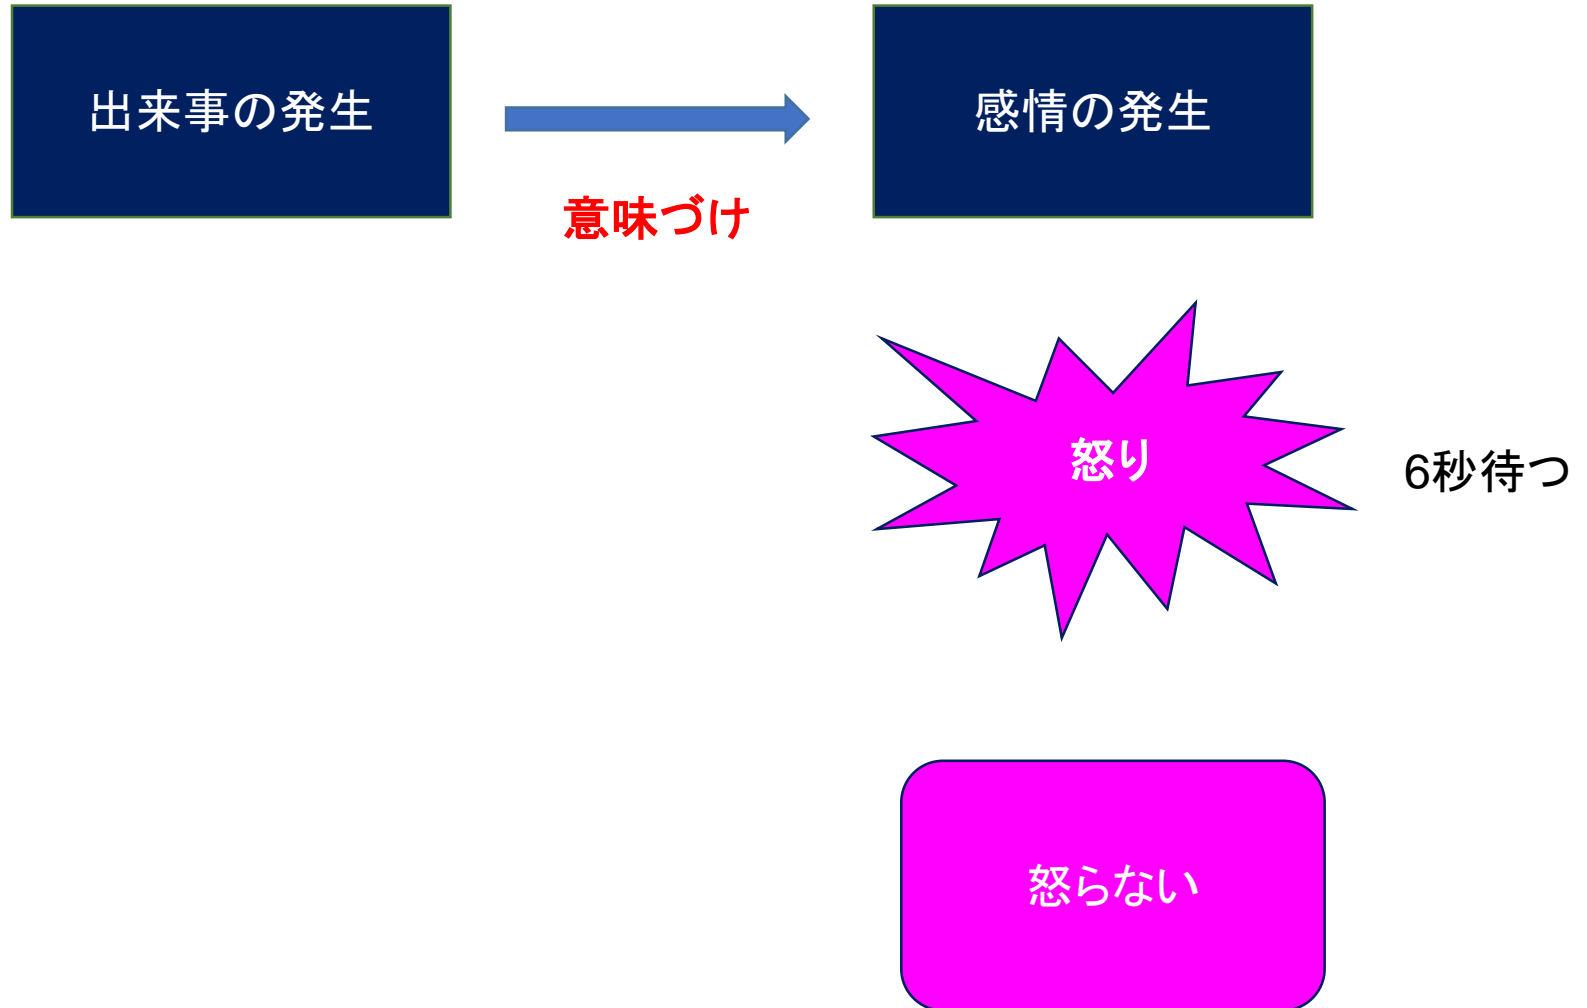 出来事の発生
感情の発生
意味づけ
怒り
6秒待つ
怒らない